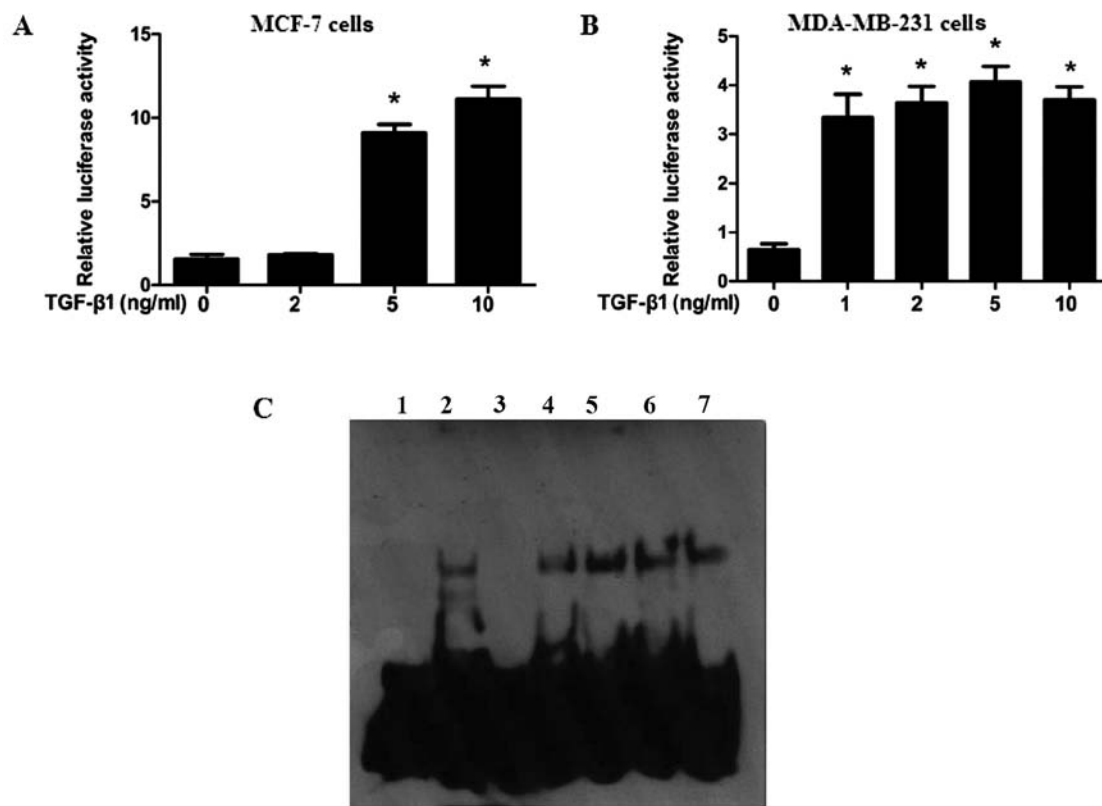 A
MCF-7 cells
Relative luciferase activity
15
10
5
0
*
*
TGF-β1 (ng/ml) 0 2 5 10
B
MDA-MB-231 cells
Relative luciferase activity
5
4
3
2
1
0
* * * *
TGF-β1 (ng/ml) 0 1 2 5 10
C
1 2 3 4 5 6 7